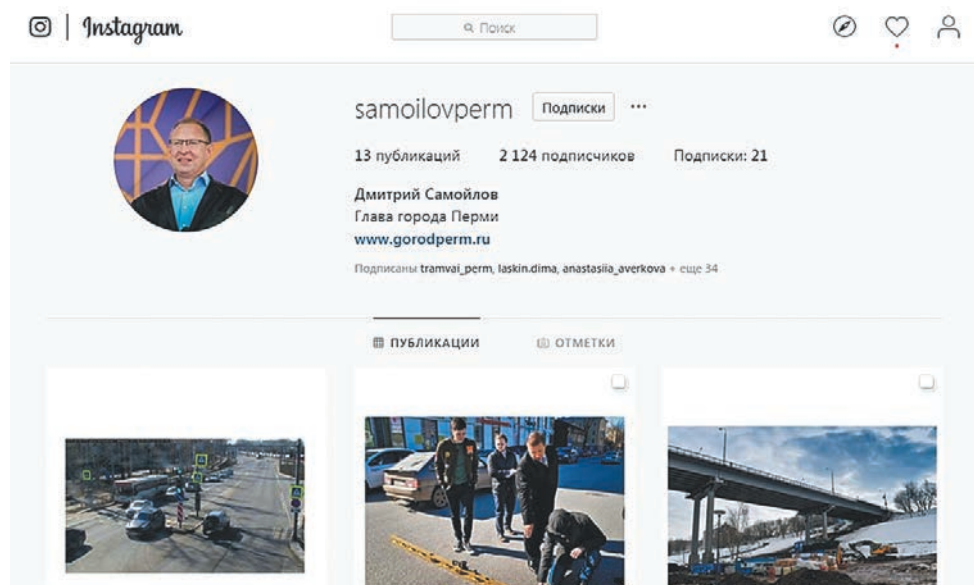 Instagram
Поиск
samoilovperm Подписки
13 публикаций 2 124 подписчиков Подписки: 21
Дмитрий Самойлов
Глава города Перми
www.gorodperm.ru
Подписаны tramvai_perm, laskin.dima, anastasiia_averkova + еще 34
ПУБЛИКАЦИИ ОТМЕТКИ